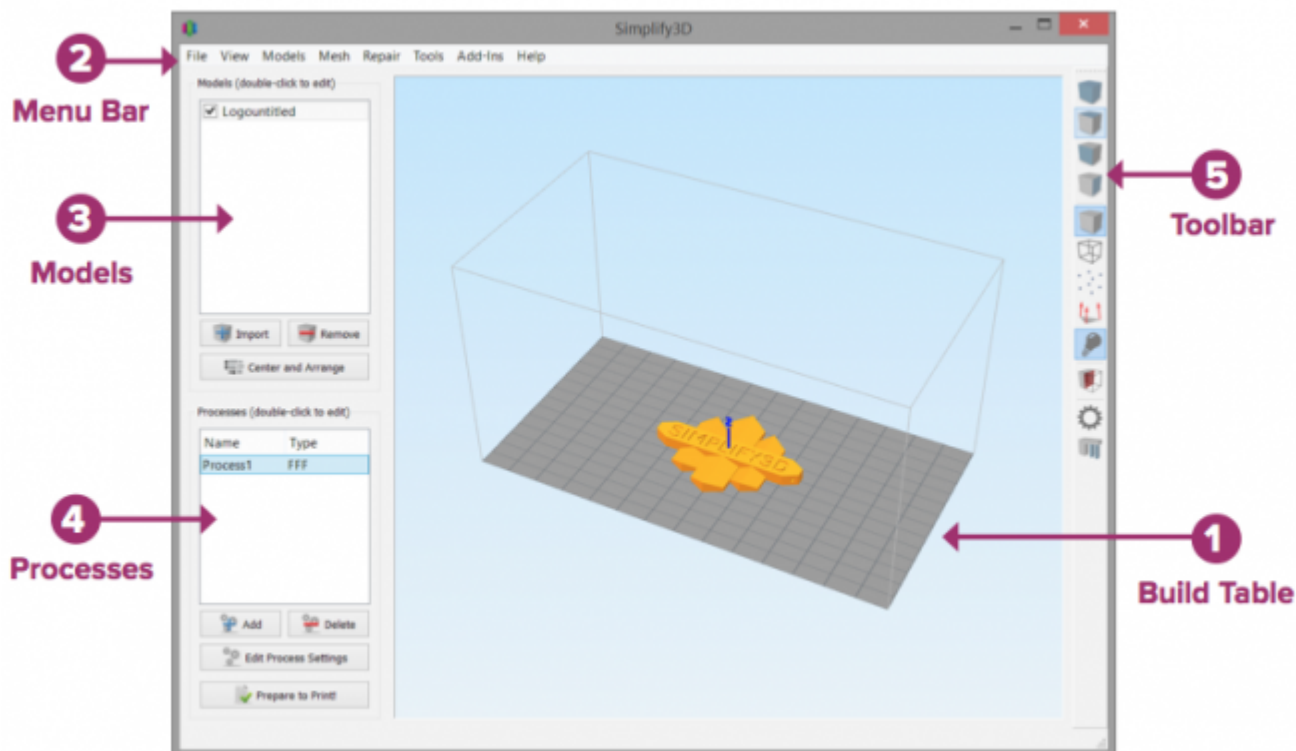 Simplify3D
File View Models Mesh Repair Tools Add-Ins Help
2
Menu Bar
Models (double-click to edit)
Logountitled
3
Models
Import Remove
Center and Arrange
Processes (double-click to edit)
Name Type
Process1 FFF
4
Processes
Add Delete
Edit Process Settings
Prepare to Print!
Z
SIMPLIFY3D
5
Toolbar
1
Build Table